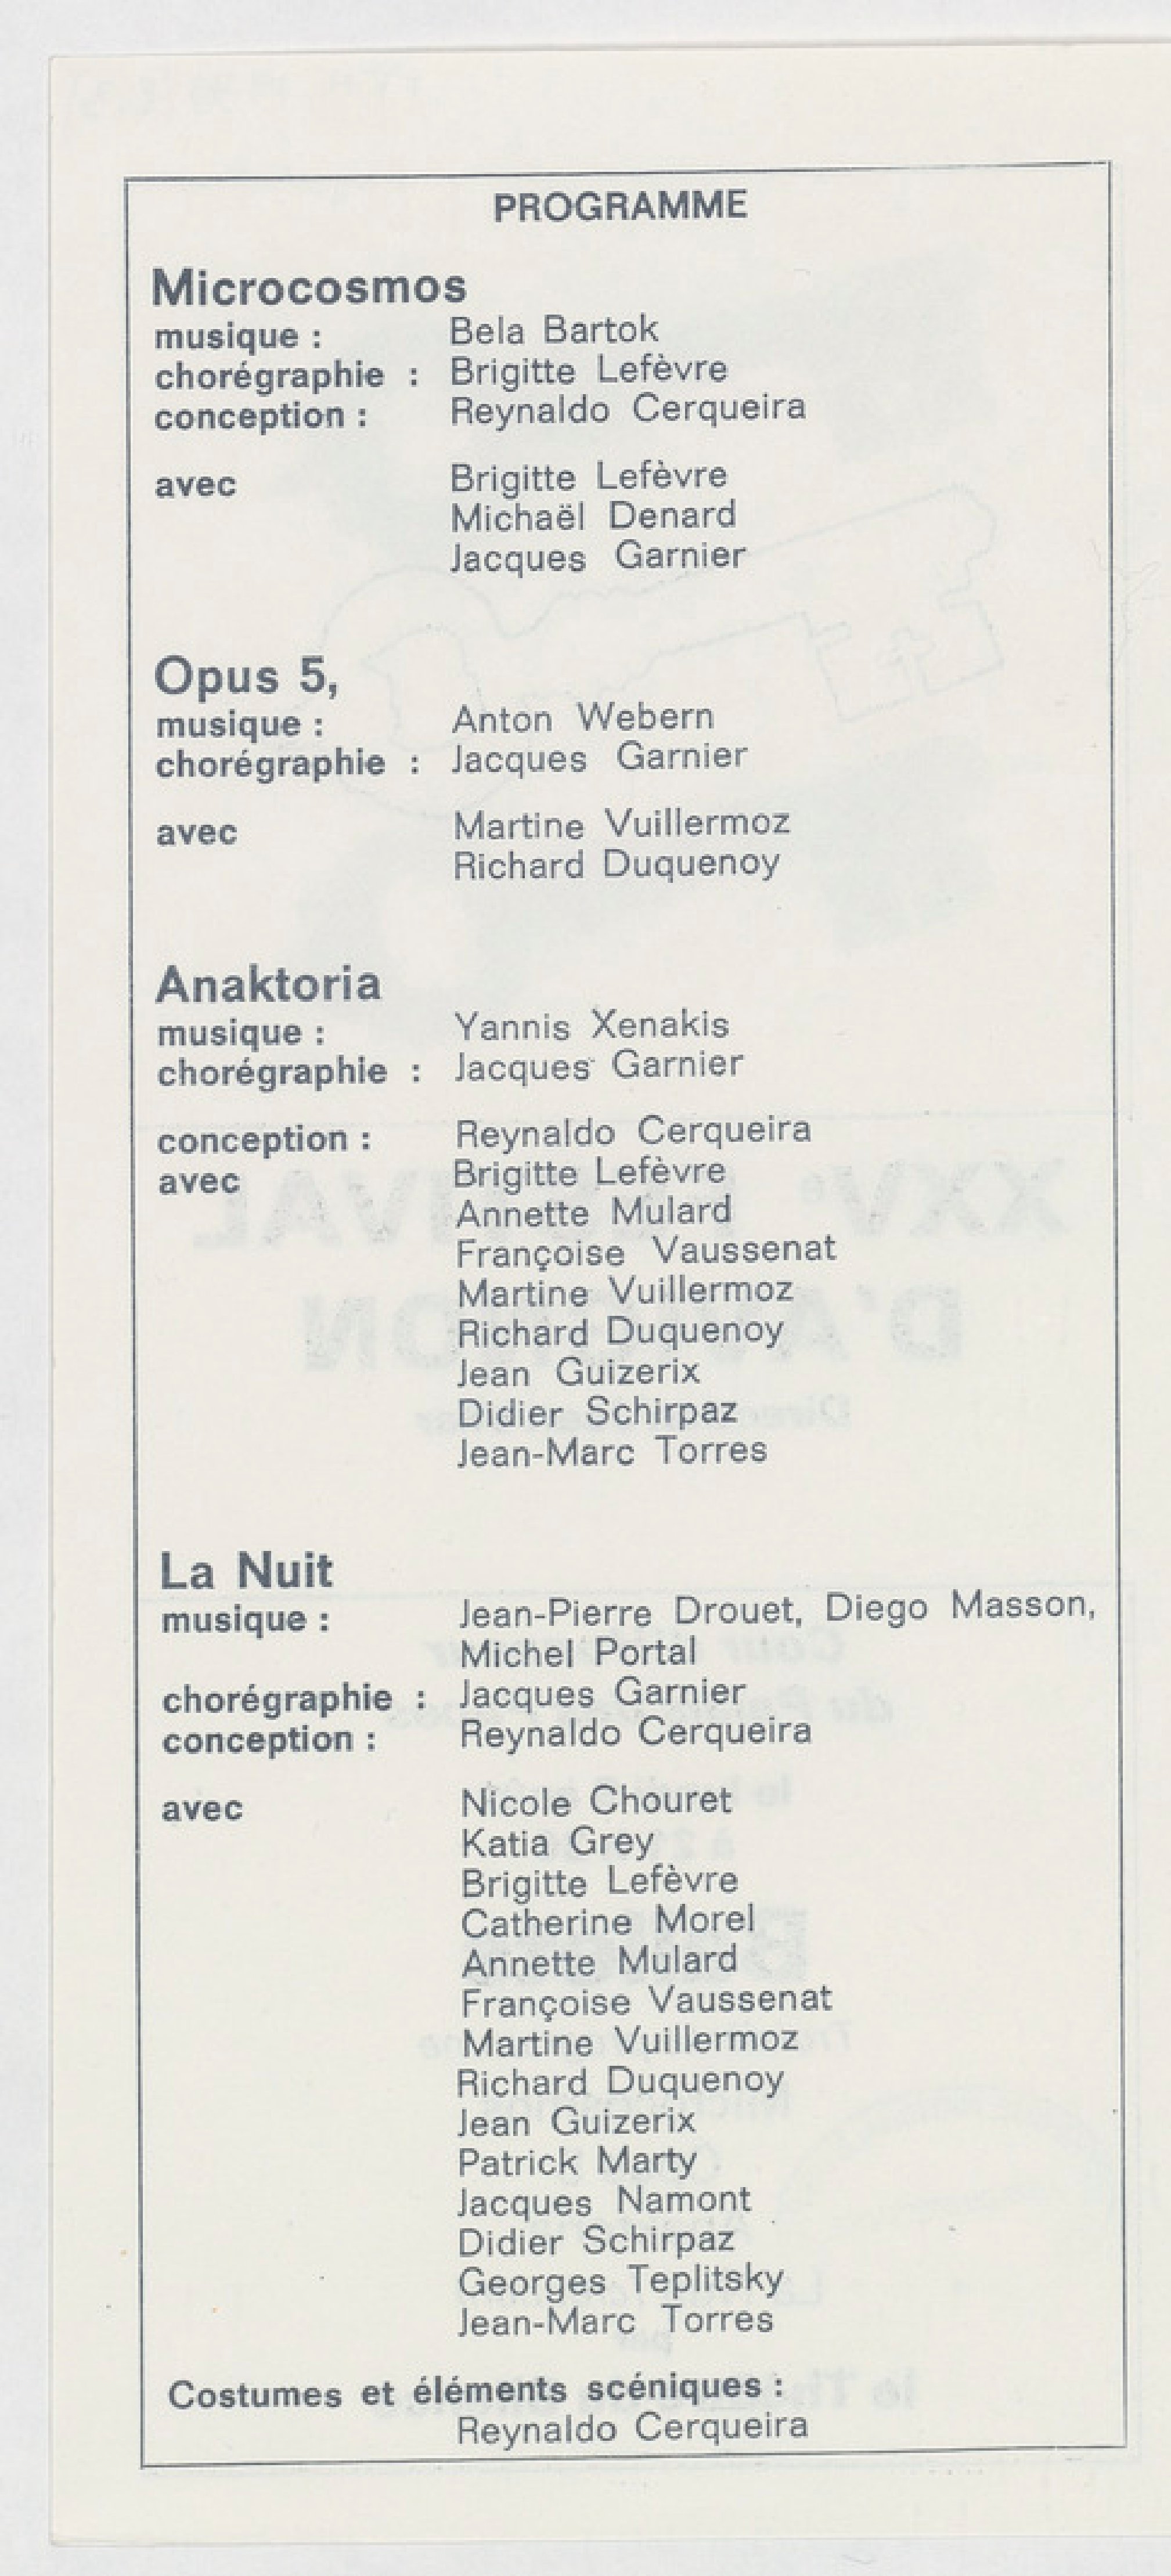 PROGRAMME
Microcosmos
musique : Bela Bartok
chorégraphie : Brigitte Lefèvre
conception : Reynaldo Cerqueira
avec Brigitte Lefèvre
Michaël Denard
Jacques Garnier
Opus 5,
musique : Anton Webern
chorégraphie : Jacques Garnier
avec Martine Vuillermoz
Richard Duquenoy
Anaktoria
musique : Yannis Xenakis
chorégraphie : Jacques Garnier
conception : Reynaldo Cerqueira
avec Brigitte Lefèvre
Annette Mulard
Françoise Vaussenat
Martine Vuillermoz
Richard Duquenoy
Jean Guizerix
Didier Schirpaz
Jean-Marc Torres
La Nuit
musique : Jean-Pierre Drouet, Diego Masson,
Michel Portal
chorégraphie : Jacques Garnier
conception : Reynaldo Cerqueira
avec Nicole Chouret
Katia Grey
Brigitte Lefèvre
Catherine Morel
Annette Mulard
Françoise Vaussenat
Martine Vuillermoz
Richard Duquenoy
Jean Guizerix
Patrick Marty
Jacques Namont
Didier Schirpaz
Georges Teplitsky
Jean-Marc Torres
Costumes et éléments scéniques :
Reynaldo Cerqueira